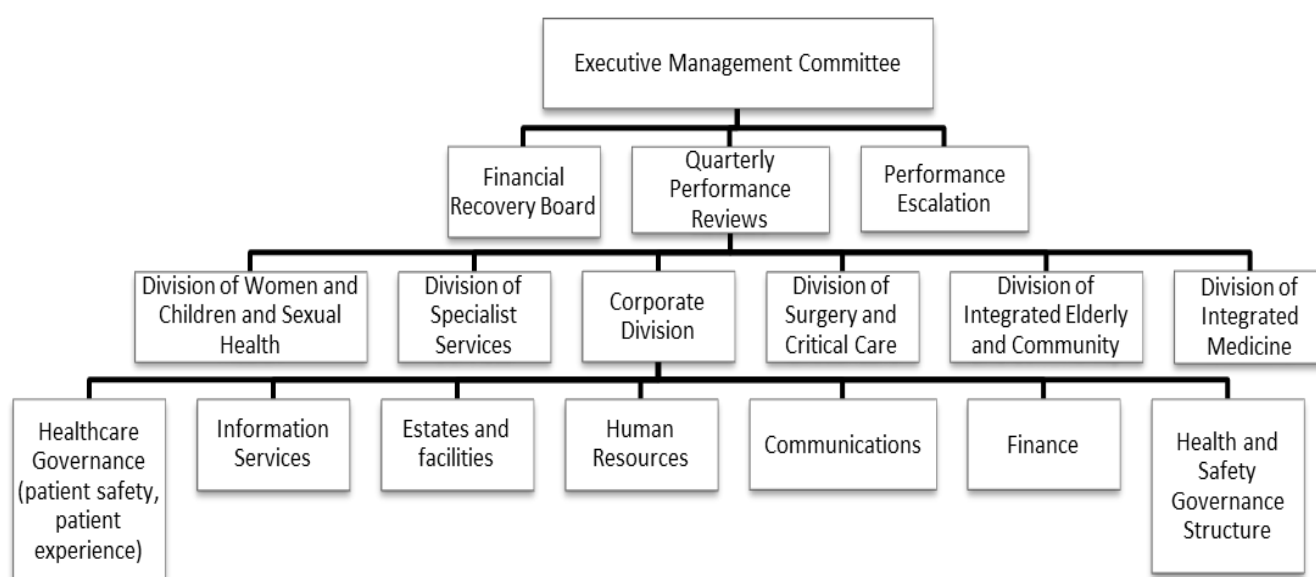 Executive Management Committee
Financial
Recovery Board
Quarterly
Performance
Reviews
Performance
Escalation
Division of Women and
Children and Sexual
Health
Division of
Specialist
Services
Corporate
Division
Division of
Surgery and
Critical Care
Division of
Integrated Elderly
and Community
Division of
Integrated
Medicine
Healthcare
Governance
(patient safety,
patient
experience)
Information
Services
Estates and
facilities
Human
Resources
Communications
Finance
Health and
Safety
Governance
Structure